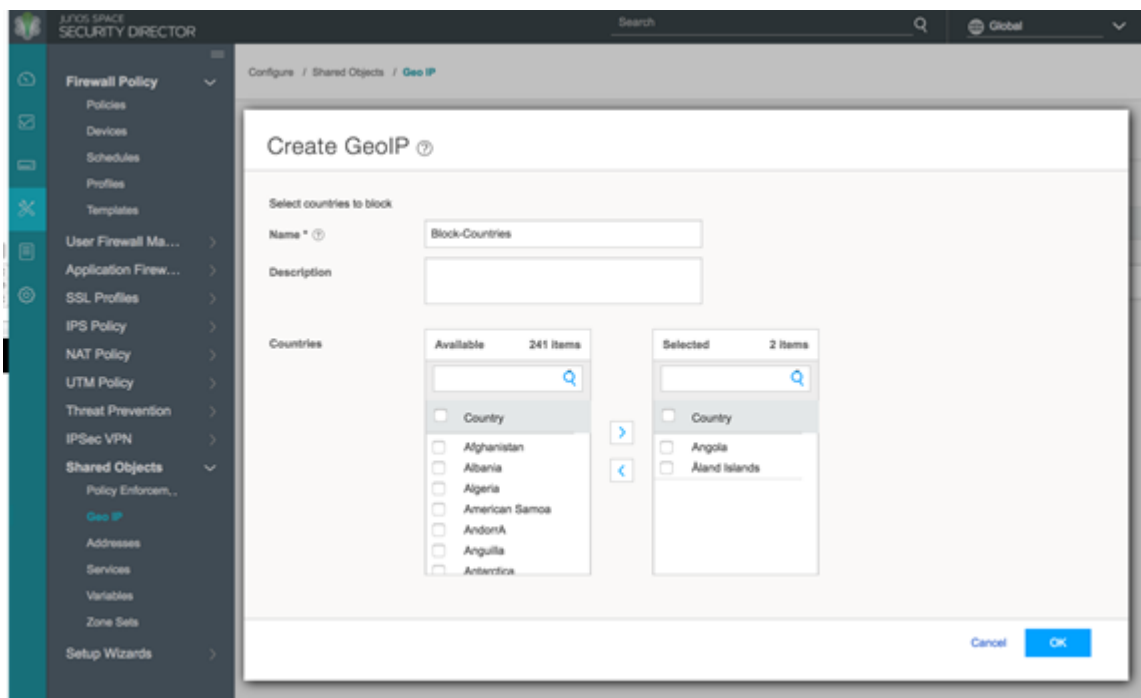 JUNOS SPACE
SECURITY DIRECTOR
Search
Global
Configure / Shared Objects / Geo IP
Firewall Policy
Policies
Devices
Schedules
Profiles
Templates
User Firewall Ma...
Application Firew...
SSL Profiles
IPS Policy
NAT Policy
UTM Policy
Threat Prevention
IPSec VPN
Shared Objects
Policy Enforcem...
Geo IP
Addresses
Services
Variables
Zone Sets
Setup Wizards
Create GeoIP ?
Select countries to block
Name * ?
Block-Countries
Description
Countries
Available 241 items
Country
Afghanistan
Albania
Algeria
American Samoa
AndorrA
Anguilla
Antarctica
Selected 2 items
Country
Angola
Åland Islands
Cancel
OK